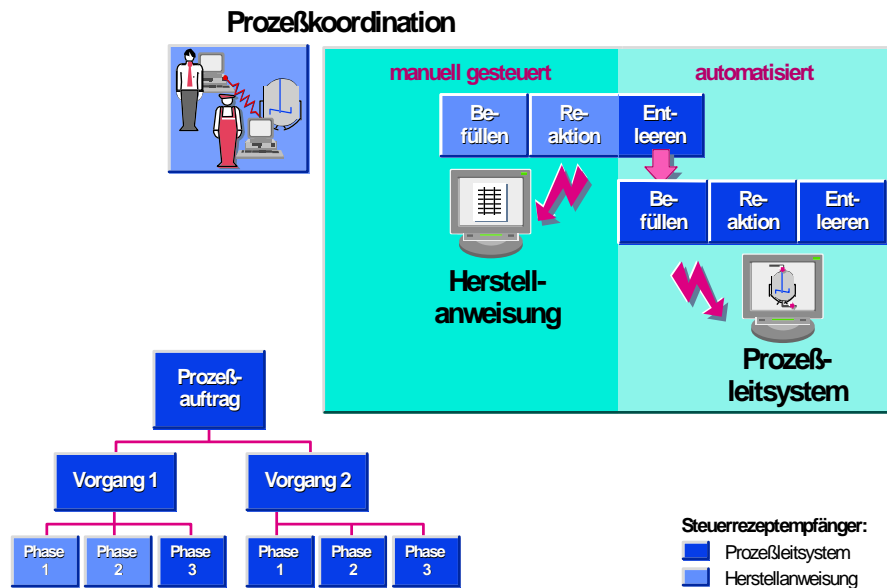 Prozeßkoordination
manuell gesteuert
automatisiert
Be-
füllen
Re-
aktion
Ent-
leeren
Be-
füllen
Re-
aktion
Ent-
leeren
Herstell-
anweisung
Prozeß-
leitsystem
Prozeß-
auftrag
Vorgang 1
Vorgang 2
Phase
1
Phase
2
Phase
3
Phase
1
Phase
2
Phase
3
Steuerrezeptempfänger:
Prozeßleitsystem
Herstellanweisung